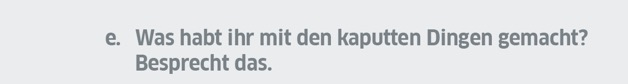 e. Was habt ihr mit den kaputten Dingen gemacht?
Besprecht das.